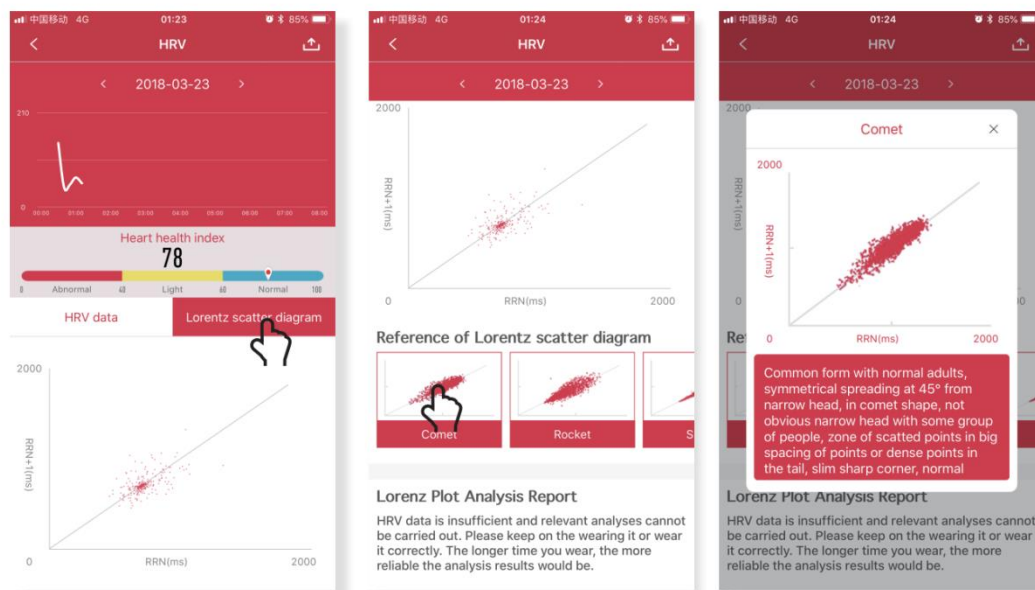 中国移动 4G 01:23 85%
HRV
2018-03-23
210
0
00:00 01:00 02:00 03:00 04:00 05:00 06:00 07:00 08:00
Heart health index
78
0 Abnormal 40 Light 60 Normal 100
HRV data Lorentz scatter diagram
2000
RRN+1(ms)
0 RRN(ms) 2000
中国移动 4G 01:24 85%
HRV
2018-03-23
2000
RRN+1(ms)
0 RRN(ms) 2000
Reference of Lorentz scatter diagram
Comet Rocket S
Lorenz Plot Analysis Report
HRV data is insufficient and relevant analyses cannot
be carried out. Please keep on the wearing it or wear
it correctly. The longer time you wear, the more
reliable the analysis results would be.
中国移动 4G 01:24 85%
HRV
2018-03-23
2000
RRN+1(ms)
0
Comet
2000
RRN+1(ms)
0 RRN(ms) 2000
Common form with normal adults,
symmetrical spreading at 45° from
narrow head, in comet shape, not
obvious narrow head with some group
of people, zone of scatted points in big
spacing of points or dense points in
the tail, slim sharp corner, normal
Lorenz Plot Analysis Report
HRV data is insufficient and relevant analyses cannot
be carried out. Please keep on the wearing it or wear
it correctly. The longer time you wear, the more
reliable the analysis results would be.